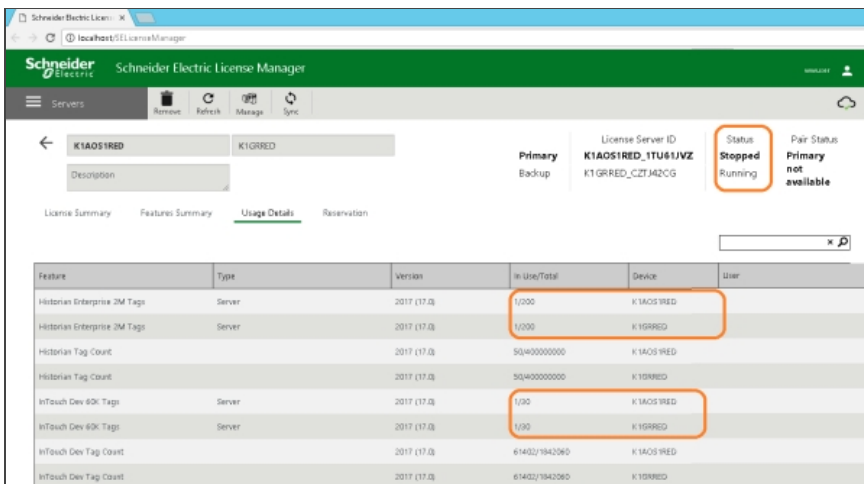 Schneider Electric Licens X
localhost/SELicenseManager
Schneider Electric Schneider Electric License Manager
Servers Remove Refresh Manage Sync
K1AOS1RED K1GRRED
Description
License Server ID Status Pair Status
Primary K1AOS1RED_1TU61JVZ Stopped Primary not available
Backup K1GRRED_CZTJ42CG Running
License Summary Features Summary Usage Details Reservation
Feature Type Version In Use/Total Device User
Historian Enterprise 2M Tags Server 2017 (17.0) 1/200 K1AOS1RED
Historian Enterprise 2M Tags Server 2017 (17.0) 1/200 K1GRRED
Historian Tag Count 2017 (17.0) 50/400000000 K1AOS1RED
Historian Tag Count 2017 (17.0) 50/400000000 K1GRRED
InTouch Dev 60K Tags Server 2017 (17.0) 1/30 K1AOS1RED
InTouch Dev 60K Tags Server 2017 (17.0) 1/30 K1GRRED
InTouch Dev Tag Count 2017 (17.0) 61402/1842060 K1AOS1RED
InTouch Dev Tag Count 2017 (17.0) 61402/1842060 K1GRRED